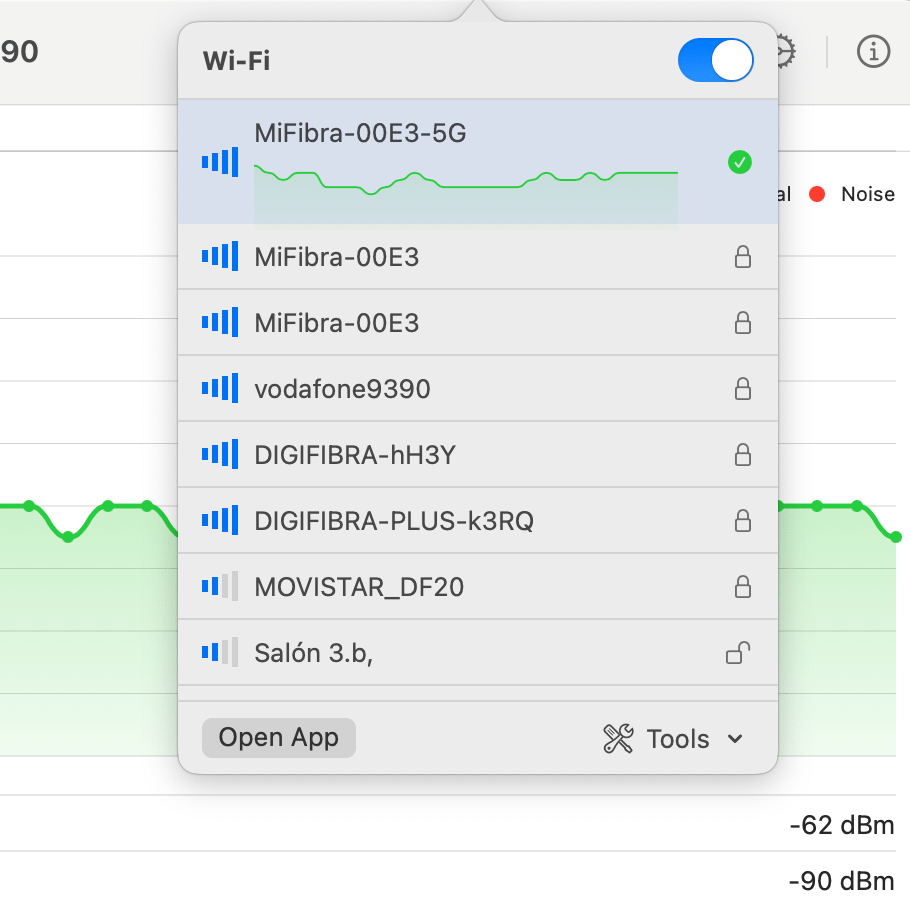 90
Wi-Fi
MiFibra-00E3-5G
al
Noise
MiFibra-00E3
MiFibra-00E3
vodafone9390
DIGIFIBRA-hH3Y
DIGIFIBRA-PLUS-k3RQ
MOVISTAR_DF20
Salón 3.b,
Open App
Tools
-62 dBm
-90 dBm